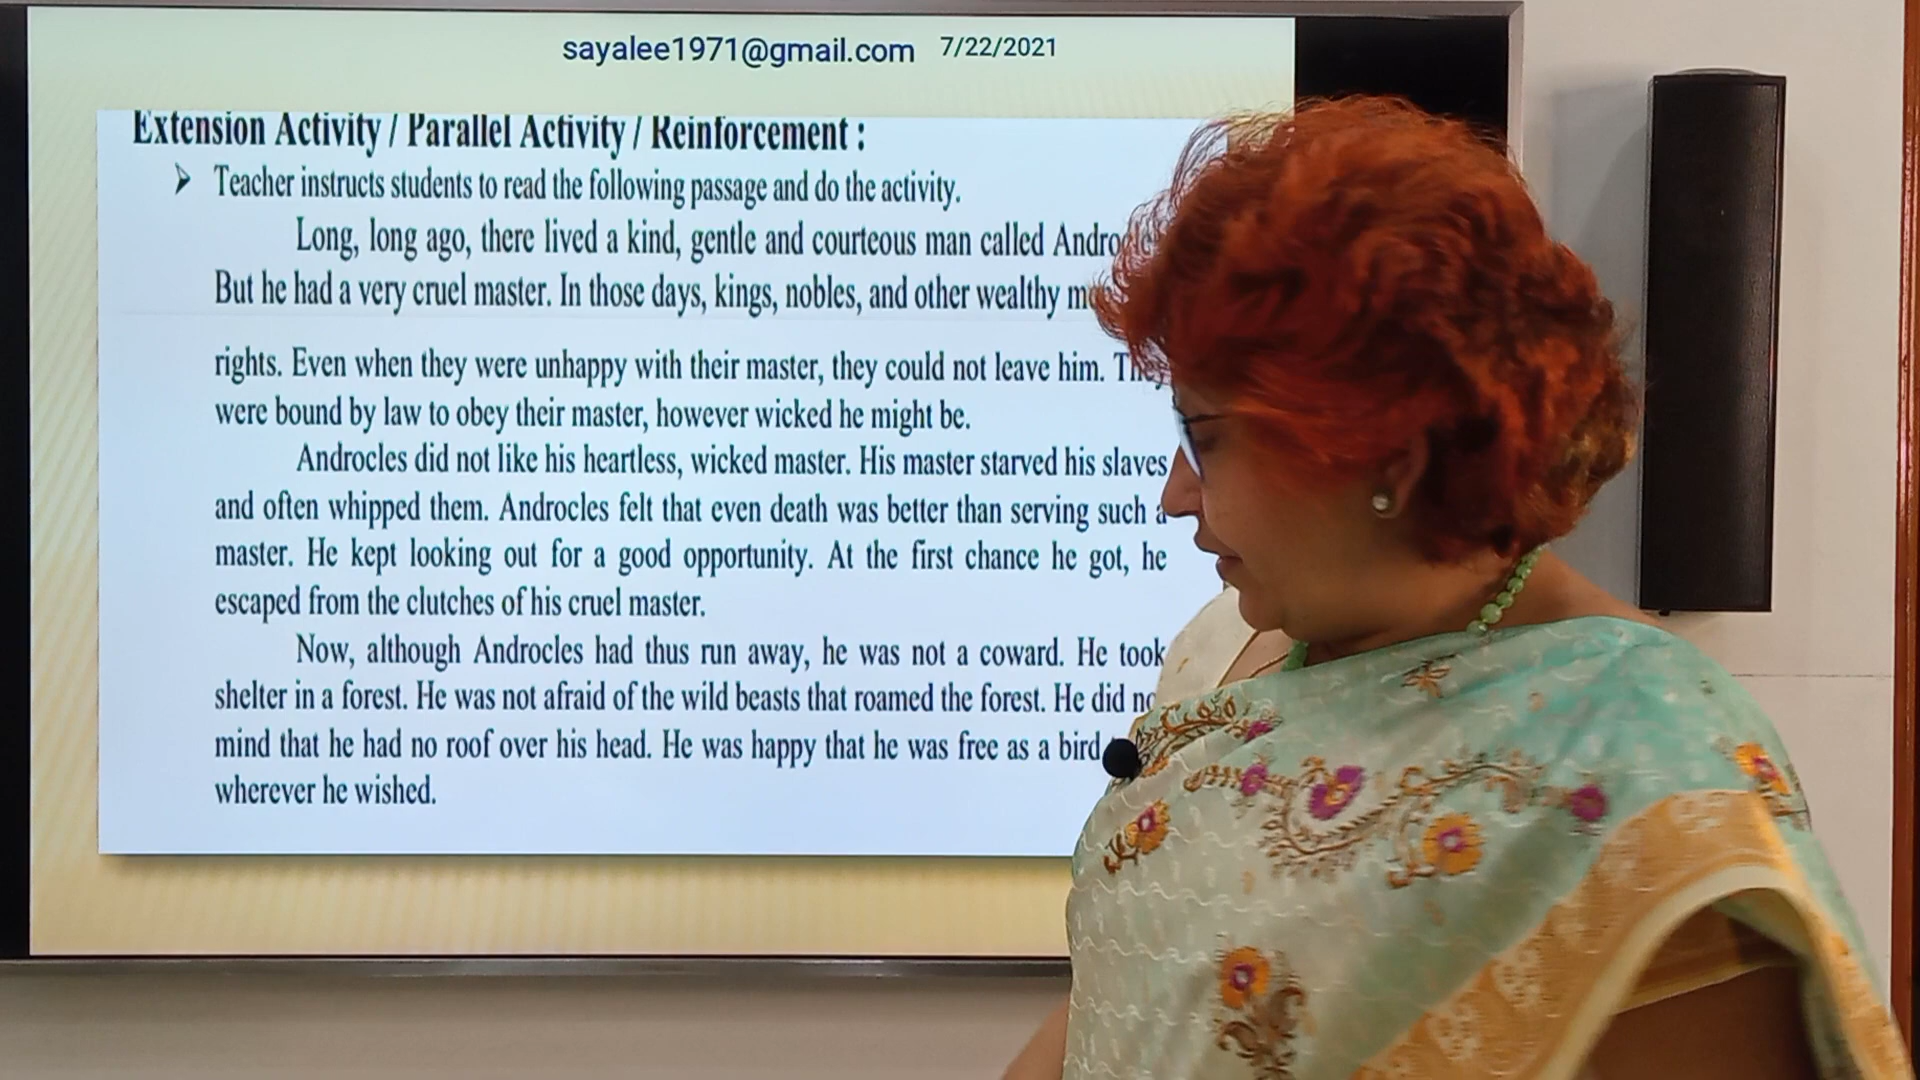 sayalee1971@gmail.com 7/22/2021
Extension Activity / Parallel Activity / Reinforcement :
Teacher instructs students to read the following passage and do the activity.
Long, long ago, there lived a kind, gentle and courteous man called
But he had a very cruel master. In those days, kings, nobles, and other wealthy
rights. Even when they were unhappy with their master, they could not leave him. They
were bound by law to obey their master, however wicked he might be.
Androcles did not like his heartless, wicked master. His master starved his slaves
and often whipped them. Androcles felt that even death was better than serving such a
master. He kept looking out for a good opportunity. At the first chance he got, he
escaped from the clutches of his cruel master.
Now, although Androcles had thus run away, he was not a coward. He took
shelter in a forest. He was not afraid of the wild beasts that roamed the forest. He did
mind that he had no roof over his head. He was happy that he was free as a bird
wherever he wished.